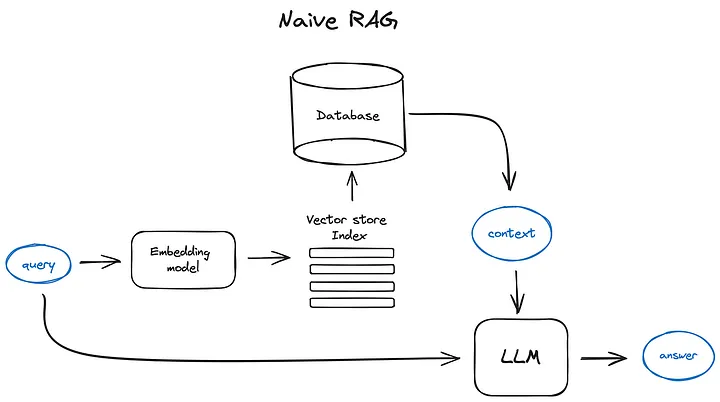 Naive RAG
Database
Vector store
Index
query
Embedding
model
context
LLM
answer